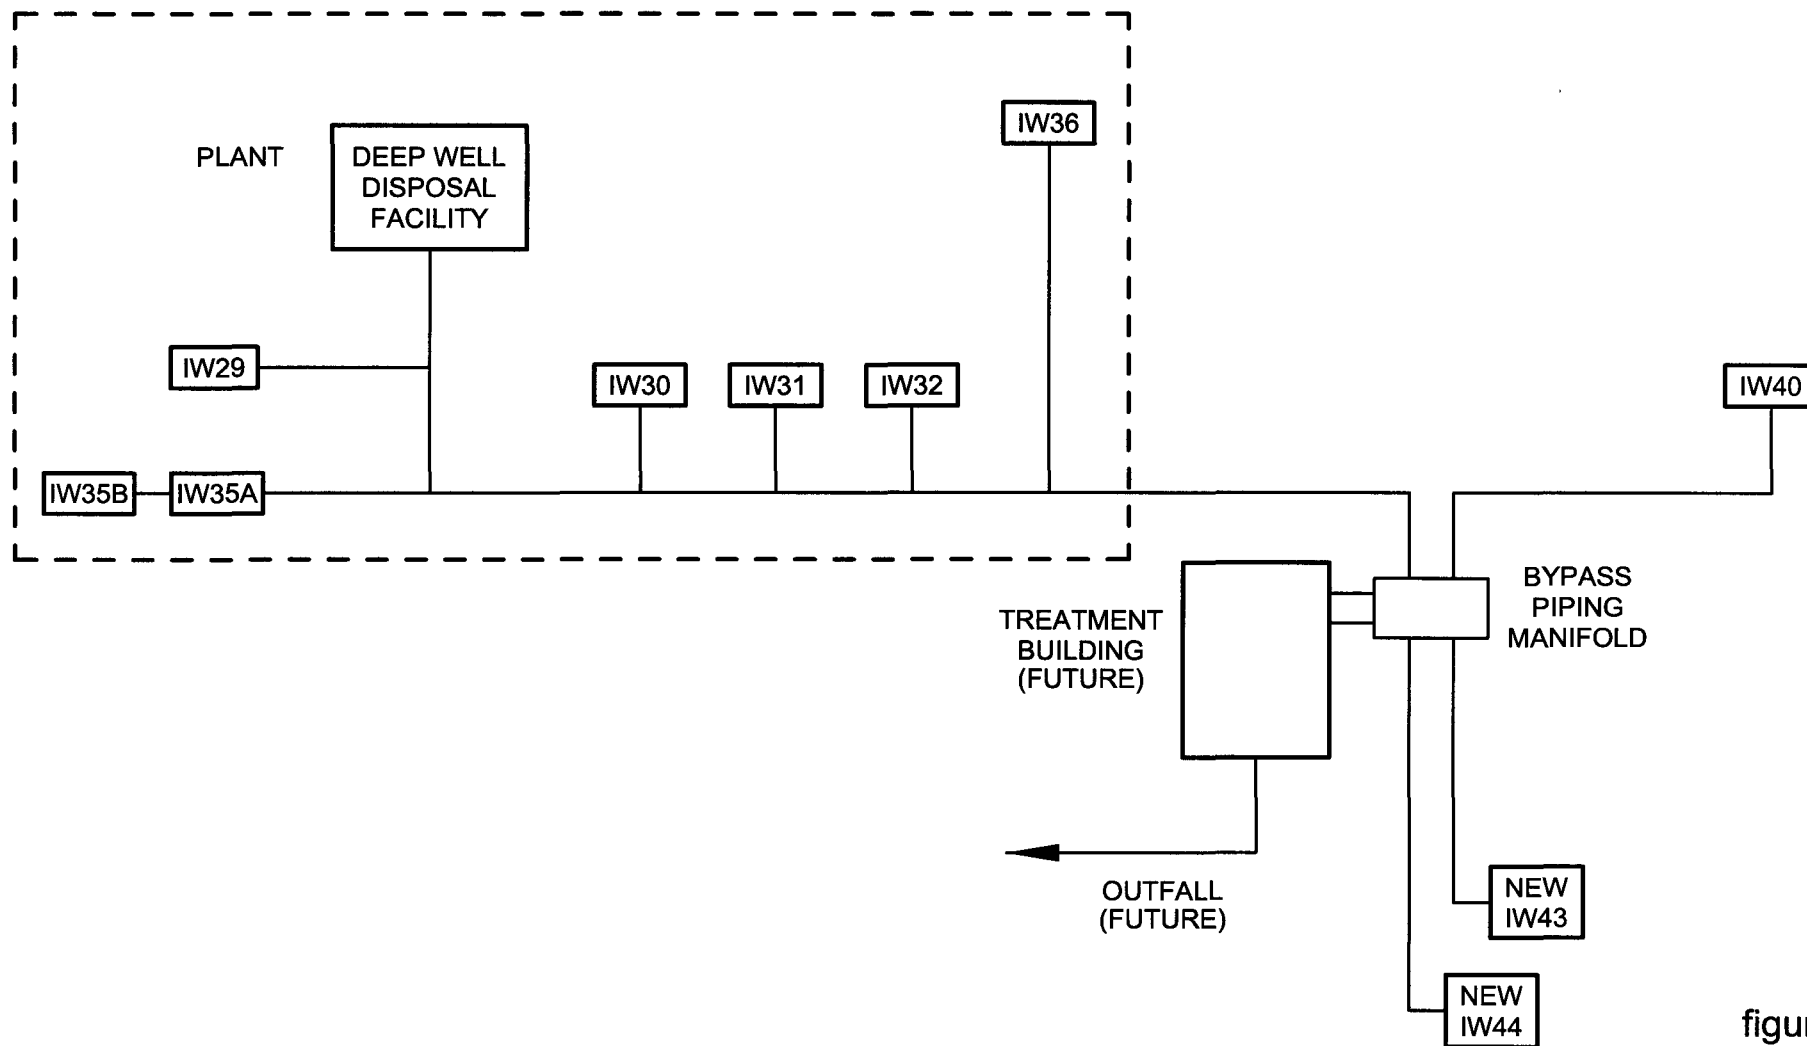 IW36
PLANT
DEEP WELL
DISPOSAL
FACILITY
IW29
IW30
IW31
IW32
IW40
IW35B
IW35A
BYPASS
PIPING
MANIFOLD
TREATMENT
BUILDING
(FUTURE)
OUTFALL
(FUTURE)
NEW
IW43
NEW
IW44